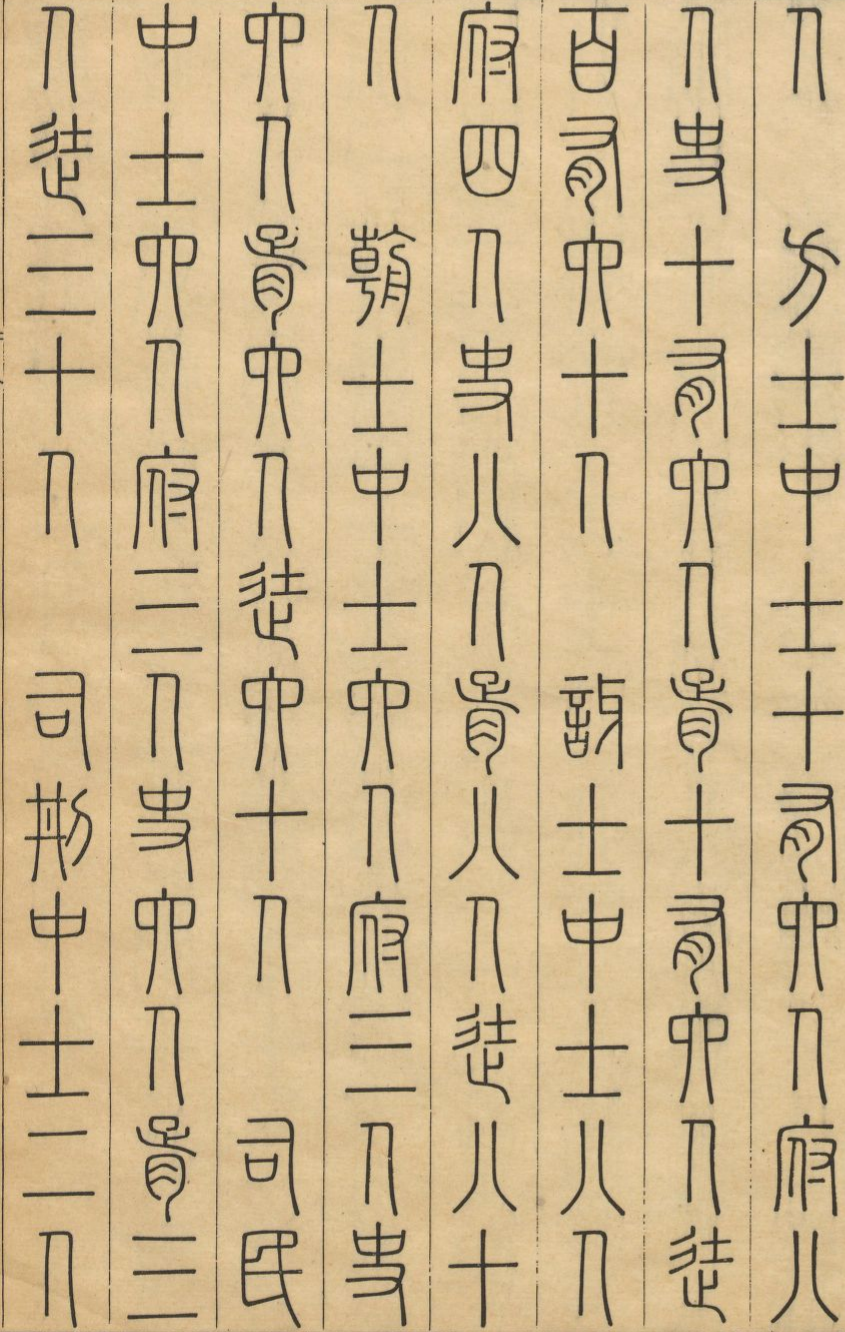 人　方士中士十有六人府八
人史十有六人胥十有六人徒
百有六十人　訝士中士八人
府四人史八人胥八人徒八十
人　朝士中士六人府三人史
六人胥六人徒六十人　司民
中士六人府三人史六人胥三
人徒三十人　司刑中士二人